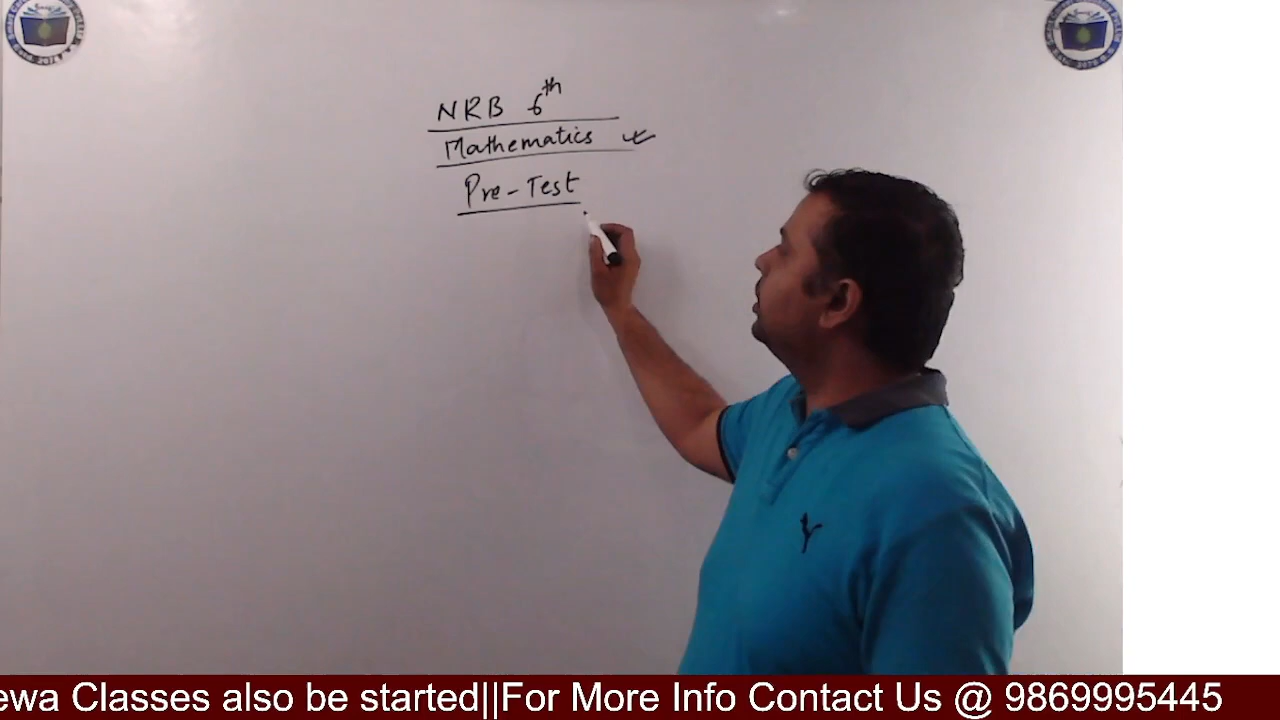 NRB 6th
Mathematics
Pre-Test
ewa Classes also be started||For More Info Contact Us @ 9869995445